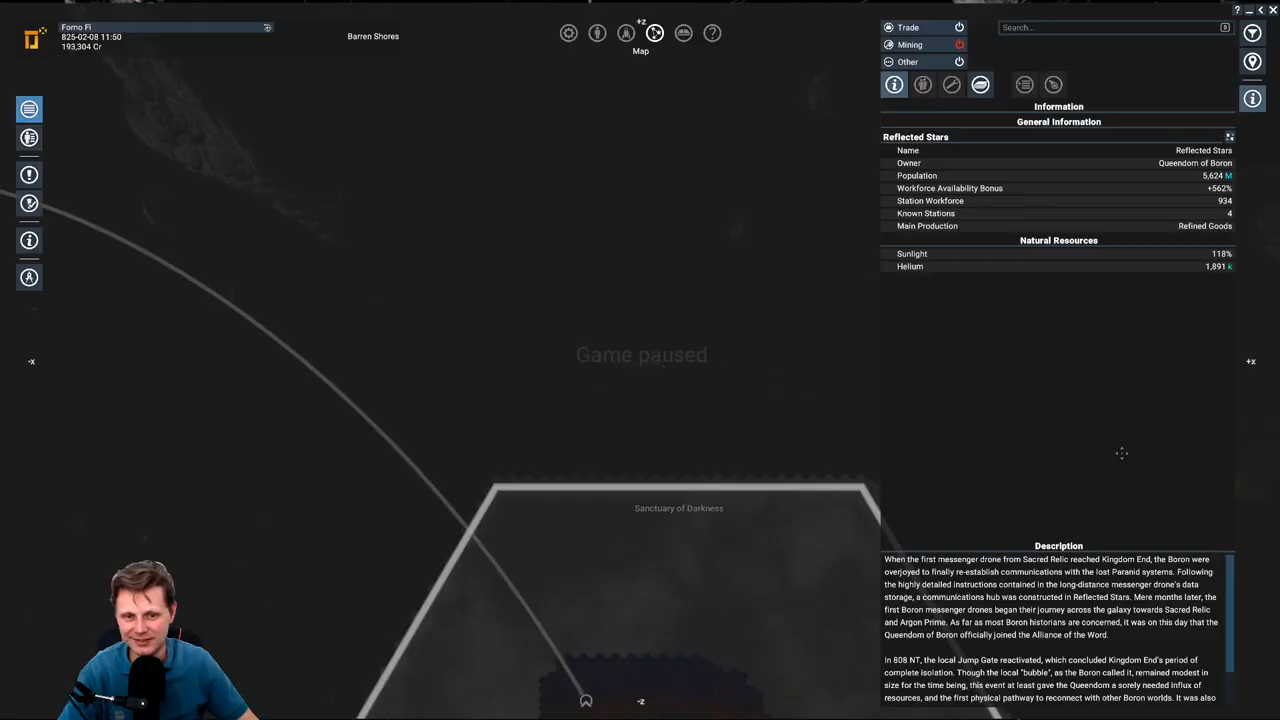 Fomo Fi
825-02-08 11:50
193,304 Cr
Barren Shores
+z
Map
Trade
Mining
Other
Search...
Information
General Information
Reflected Stars
Name Reflected Stars
Owner Queendom of Boron
Population 5,624 M
Workforce Availability Bonus +562%
Station Workforce 934
Known Stations 4
Main Production Refined Goods
Natural Resources
Sunlight 118%
Helium 1,891 k
-x
Game paused
+x
Sanctuary of Darkness
Description
When the first messenger drone from Sacred Relic reached Kingdom End, the Boron were
overjoyed to finally re-establish communications with the lost Paranid systems. Following
the highly detailed instructions contained in the long-distance messenger drone's data
storage, a communications hub was constructed in Reflected Stars. Mere months later, the
first Boron messenger drones began their journey across the galaxy towards Sacred Relic
and Argon Prime. As far as most Boron historians are concerned, it was on this day that the
Queendom of Boron officially joined the Alliance of the Word.
In 808 NT, the local Jump Gate reactivated, which concluded Kingdom End's period of
complete isolation. Though the local "bubble", as the Boron called it, remained modest in
size for the time being, this event at least gave the Queendom a sorely needed influx of
resources, and the first physical pathway to reconnect with other Boron worlds. It was also
-z